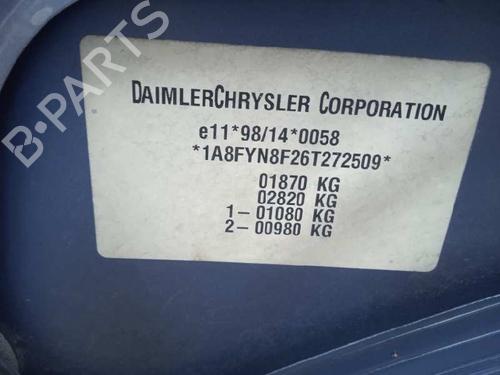 DAIMLERCHRYSLER CORPORATION
e11*98/14*0058
*1A8FYN8F26T272509*
01870 KG
02820 KG
1-01080 KG
2-00980 KG
B-PARTS